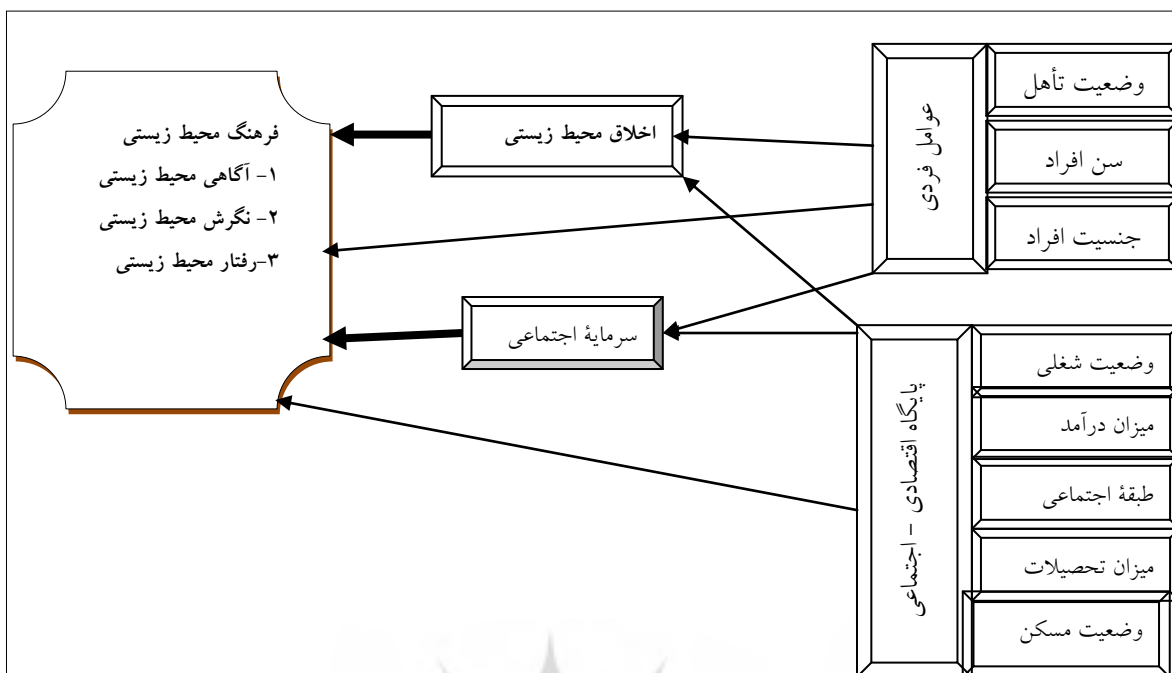 وضعیت تأهل
سن افراد
جنسیت افراد
عوامل فردی
اخلاق محیط زیستی
فرهنگ محیط زیستی
۱- آگاهی محیط زیستی
۲- نگرش محیط زیستی
۳-رفتار محیط زیستی
سرمایۀ اجتماعی
وضعیت شغلی
میزان درآمد
طبقۀ اجتماعی
میزان تحصیلات
وضعیت مسکن
پایگاه اقتصادی - اجتماعی